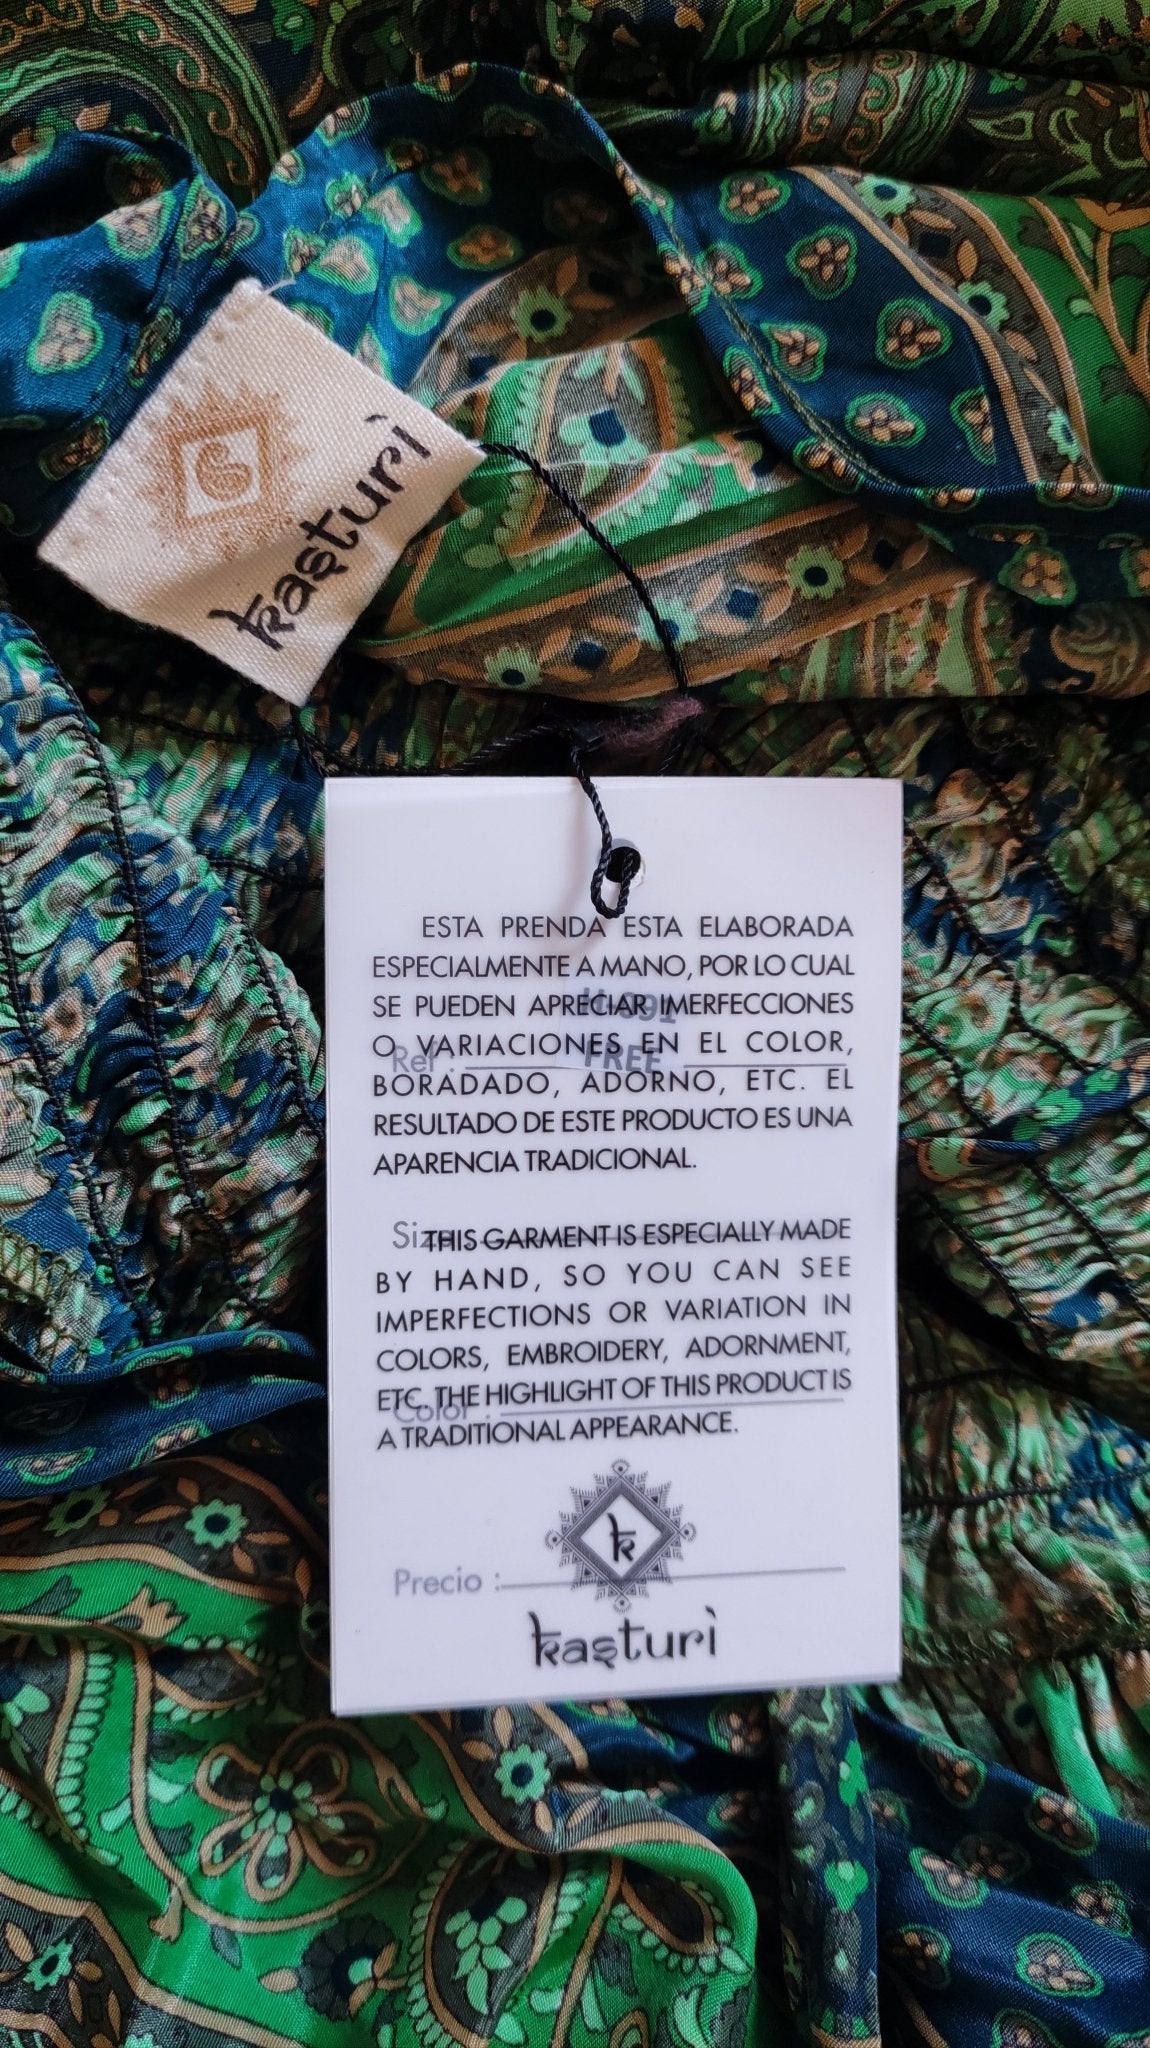 kasturi
ESTA PRENDA ESTA ELABORADA
ESPECIALMENTE A MANO, POR LO CUAL
SE PUEDEN APRECIAR IMERFECCIONES
O VARIACIONES EN EL COLOR,
BORADADO, ADORNO, ETC. EL
RESULTADO DE ESTE PRODUCTO ES UNA
APARENCIA TRADICIONAL.
Ref :
FREE
Size
THIS GARMENT IS ESPECIALLY MADE
BY HAND, SO YOU CAN SEE
IMPERFECTIONS OR VARIATION IN
COLORS, EMBROIDERY, ADORNMENT,
ETC. THE HIGHLIGHT OF THIS PRODUCT IS
A TRADITIONAL APPEARANCE.
Color :
k
Precio :
kasturi